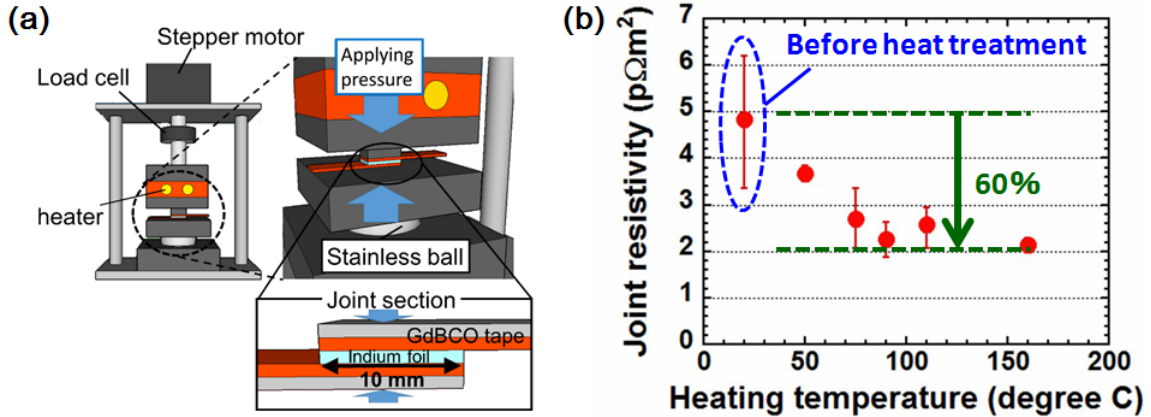 (a)
Stepper motor
Load cell
heater
Applying
pressure
Stainless ball
Joint section
GdBCO tape
Indium foil
10 mm
(b)
Before heat treatment
60%
Joint resistivity (pΩm²)
7
6
5
4
3
2
1
0
0 50 100 150 200
Heating temperature (degree C)